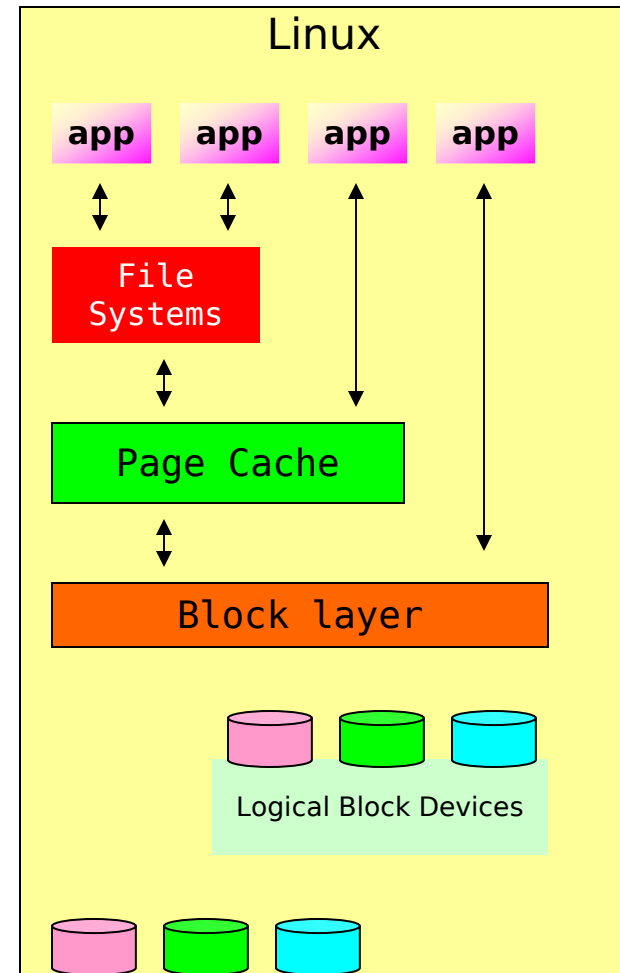 Linux
app app app app
File
Systems
Page Cache
Block layer
Logical Block Devices